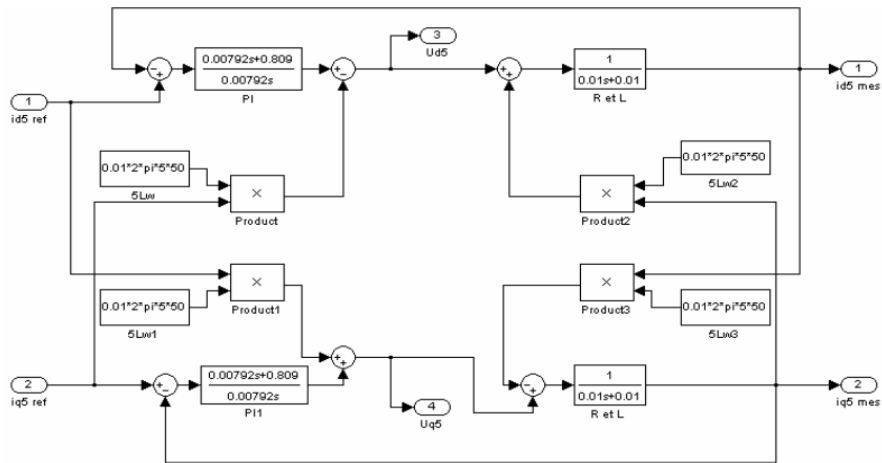 3
Ud5
0.00792s+0.809
0.00792s
PI
1
0.01s+0.01
R et L
1
id5 ref
1
id5 mes
0.01*2*pi*5*50
5Lw
×
Product
×
Product2
0.01*2*pi*5*50
5Lw2
0.01*2*pi*5*50
5Lw1
×
Product1
×
Product3
0.01*2*pi*5*50
5Lw3
2
iq5 ref
0.00792s+0.809
0.00792s
PI1
4
Uq5
1
0.01s+0.01
R et L
2
iq5 mes